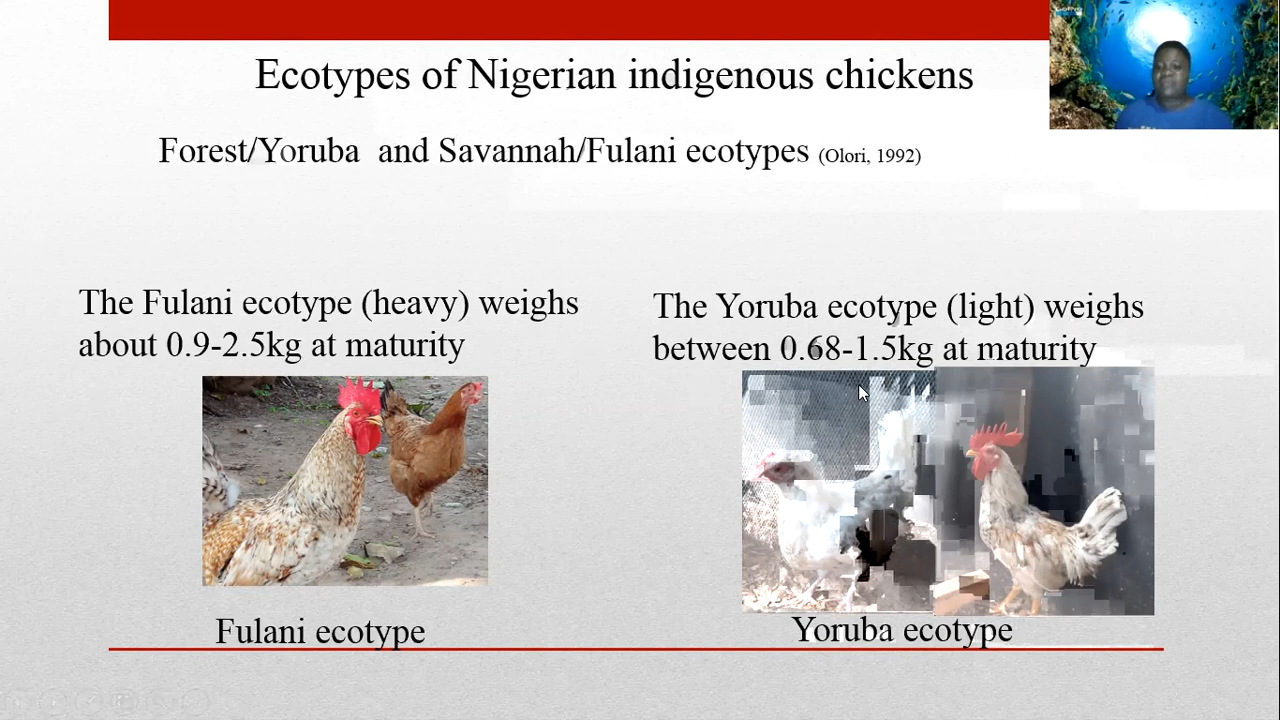 Ecotypes of Nigerian indigenous chickens
Forest/Yoruba and Savannah/Fulani ecotypes (Olori, 1992)
The Fulani ecotype (heavy) weighs
about 0.9-2.5kg at maturity
The Yoruba ecotype (light) weighs
between 0.68-1.5kg at maturity
Fulani ecotype
Yoruba ecotype